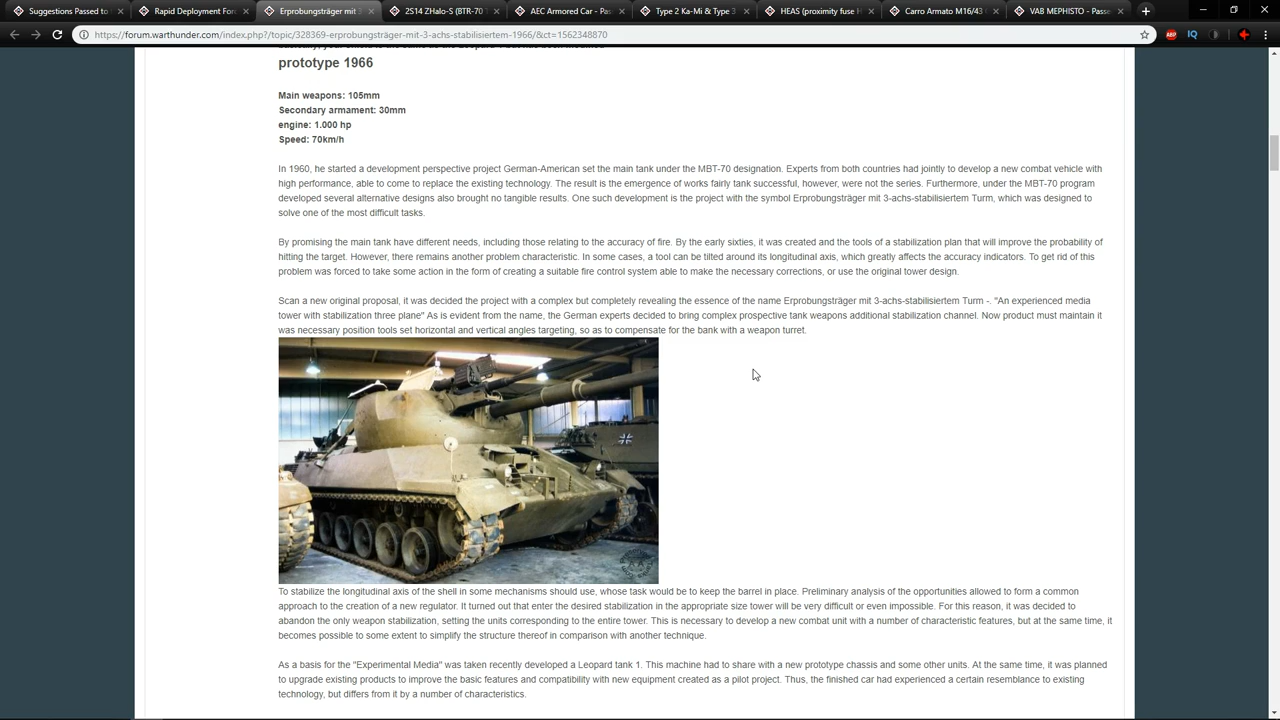 Suggestions Passed to
Rapid Deployment For
Erprobungsträger mit 3
2S14 ZHalo-S (BTR-70
AEC Armored Car - Pas
Type 2 Ka-Mi & Type 3
HEAS (proximity fuse H
Carro Armato M16/43
VAB MEPHISTO - Passe
https://forum.warthunder.com/index.php?/topic/328369-erprobungsträger-mit-3-achs-stabilisiertem-1966/&ct=1562348870
ABP
IQ
prototype 1966
Main weapons: 105mm
Secondary armament: 30mm
engine: 1.000 hp
Speed: 70km/h
In 1960, he started a development perspective project German-American set the main tank under the MBT-70 designation. Experts from both countries had jointly to develop a new combat vehicle with
high performance, able to come to replace the existing technology. The result is the emergence of works fairly tank successful, however, were not the series. Furthermore, under the MBT-70 program
developed several alternative designs also brought no tangible results. One such development is the project with the symbol Erprobungsträger mit 3-achs-stabilisiertem Turm, which was designed to
solve one of the most difficult tasks.
By promising the main tank have different needs, including those relating to the accuracy of fire. By the early sixties, it was created and the tools of a stabilization plan that will improve the probability of
hitting the target. However, there remains another problem characteristic. In some cases, a tool can be tilted around its longitudinal axis, which greatly affects the accuracy indicators. To get rid of this
problem was forced to take some action in the form of creating a suitable fire control system able to make the necessary corrections, or use the original tower design.
Scan a new original proposal, it was decided the project with a complex but completely revealing the essence of the name Erprobungsträger mit 3-achs-stabilisiertem Turm -. "An experienced media
tower with stabilization three plane" As is evident from the name, the German experts decided to bring complex prospective tank weapons additional stabilization channel. Now product must maintain it
was necessary position tools set horizontal and vertical angles targeting, so as to compensate for the bank with a weapon turret.
To stabilize the longitudinal axis of the shell in some mechanisms should use, whose task would be to keep the barrel in place. Preliminary analysis of the opportunities allowed to form a common
approach to the creation of a new regulator. It turned out that enter the desired stabilization in the appropriate size tower will be very difficult or even impossible. For this reason, it was decided to
abandon the only weapon stabilization, setting the units corresponding to the entire tower. This is necessary to develop a new combat unit with a number of characteristic features, but at the same time, it
becomes possible to some extent to simplify the structure thereof in comparison with another technique.
As a basis for the "Experimental Media" was taken recently developed a Leopard tank 1. This machine had to share with a new prototype chassis and some other units. At the same time, it was planned
to upgrade existing products to improve the basic features and compatibility with new equipment created as a pilot project. Thus, the finished car had experienced a certain resemblance to existing
technology, but differs from it by a number of characteristics.